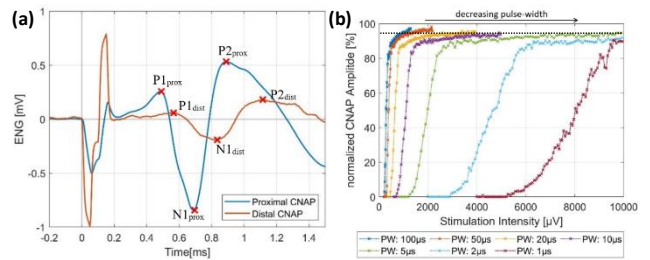 (a)
P1prox
P2prox
P1dist
P2dist
N1dist
N1prox
ENG [mV]
1
0.5
0
-0.5
-1
-0.2
0
0.2
0.4
0.6
0.8
1
1.2
1.4
Time[ms]
Proximal CNAP
Distal CNAP
(b)
decreasing pulse-width
normalized CNAP Amplitide [%]
80
60
40
20
0
0
2000
4000
6000
8000
10000
Stimulation Intensity [µV]
PW: 100µs
PW: 50µs
PW: 20µs
PW: 10µs
PW: 5µs
PW: 2µs
PW: 1µs